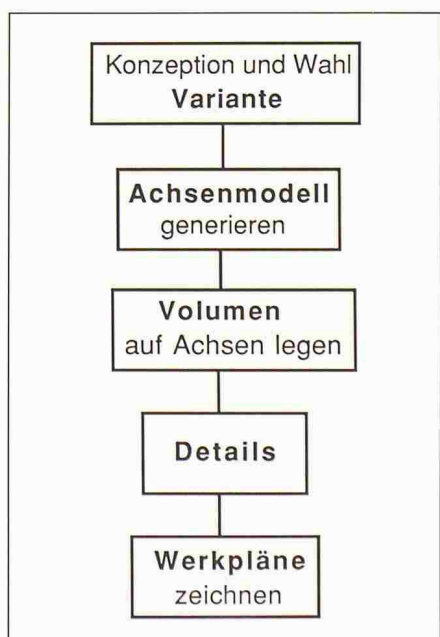 Konzeption und Wahl
Variante
Achsenmodell
generieren
Volumen
auf Achsen legen
Details
Werkpläne
zeichnen